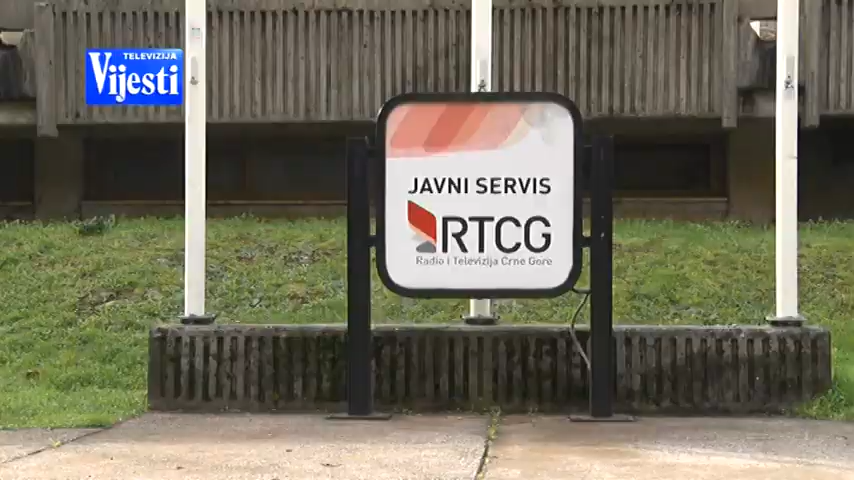 TELEVIZIJA
Vijesti
JAVNI SERVIS
RTCG
Radio i Televizija Crne Gore